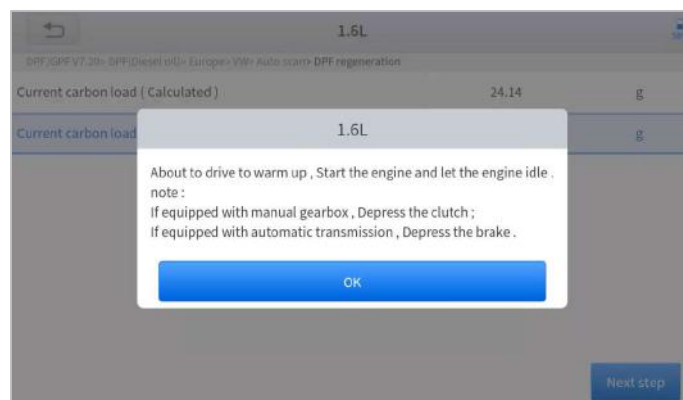 1.6L
DPF/GPF V7.20> DPF(Diesel oil)> Europe> VW> Auto scan> DPF regeneration
Current carbon load ( Calculated ) 24.14 g
Current carbon load g
1.6L
About to drive to warm up , Start the engine and let the engine idle .
note :
If equipped with manual gearbox , Depress the clutch ;
If equipped with automatic transmission , Depress the brake .
OK
Next step